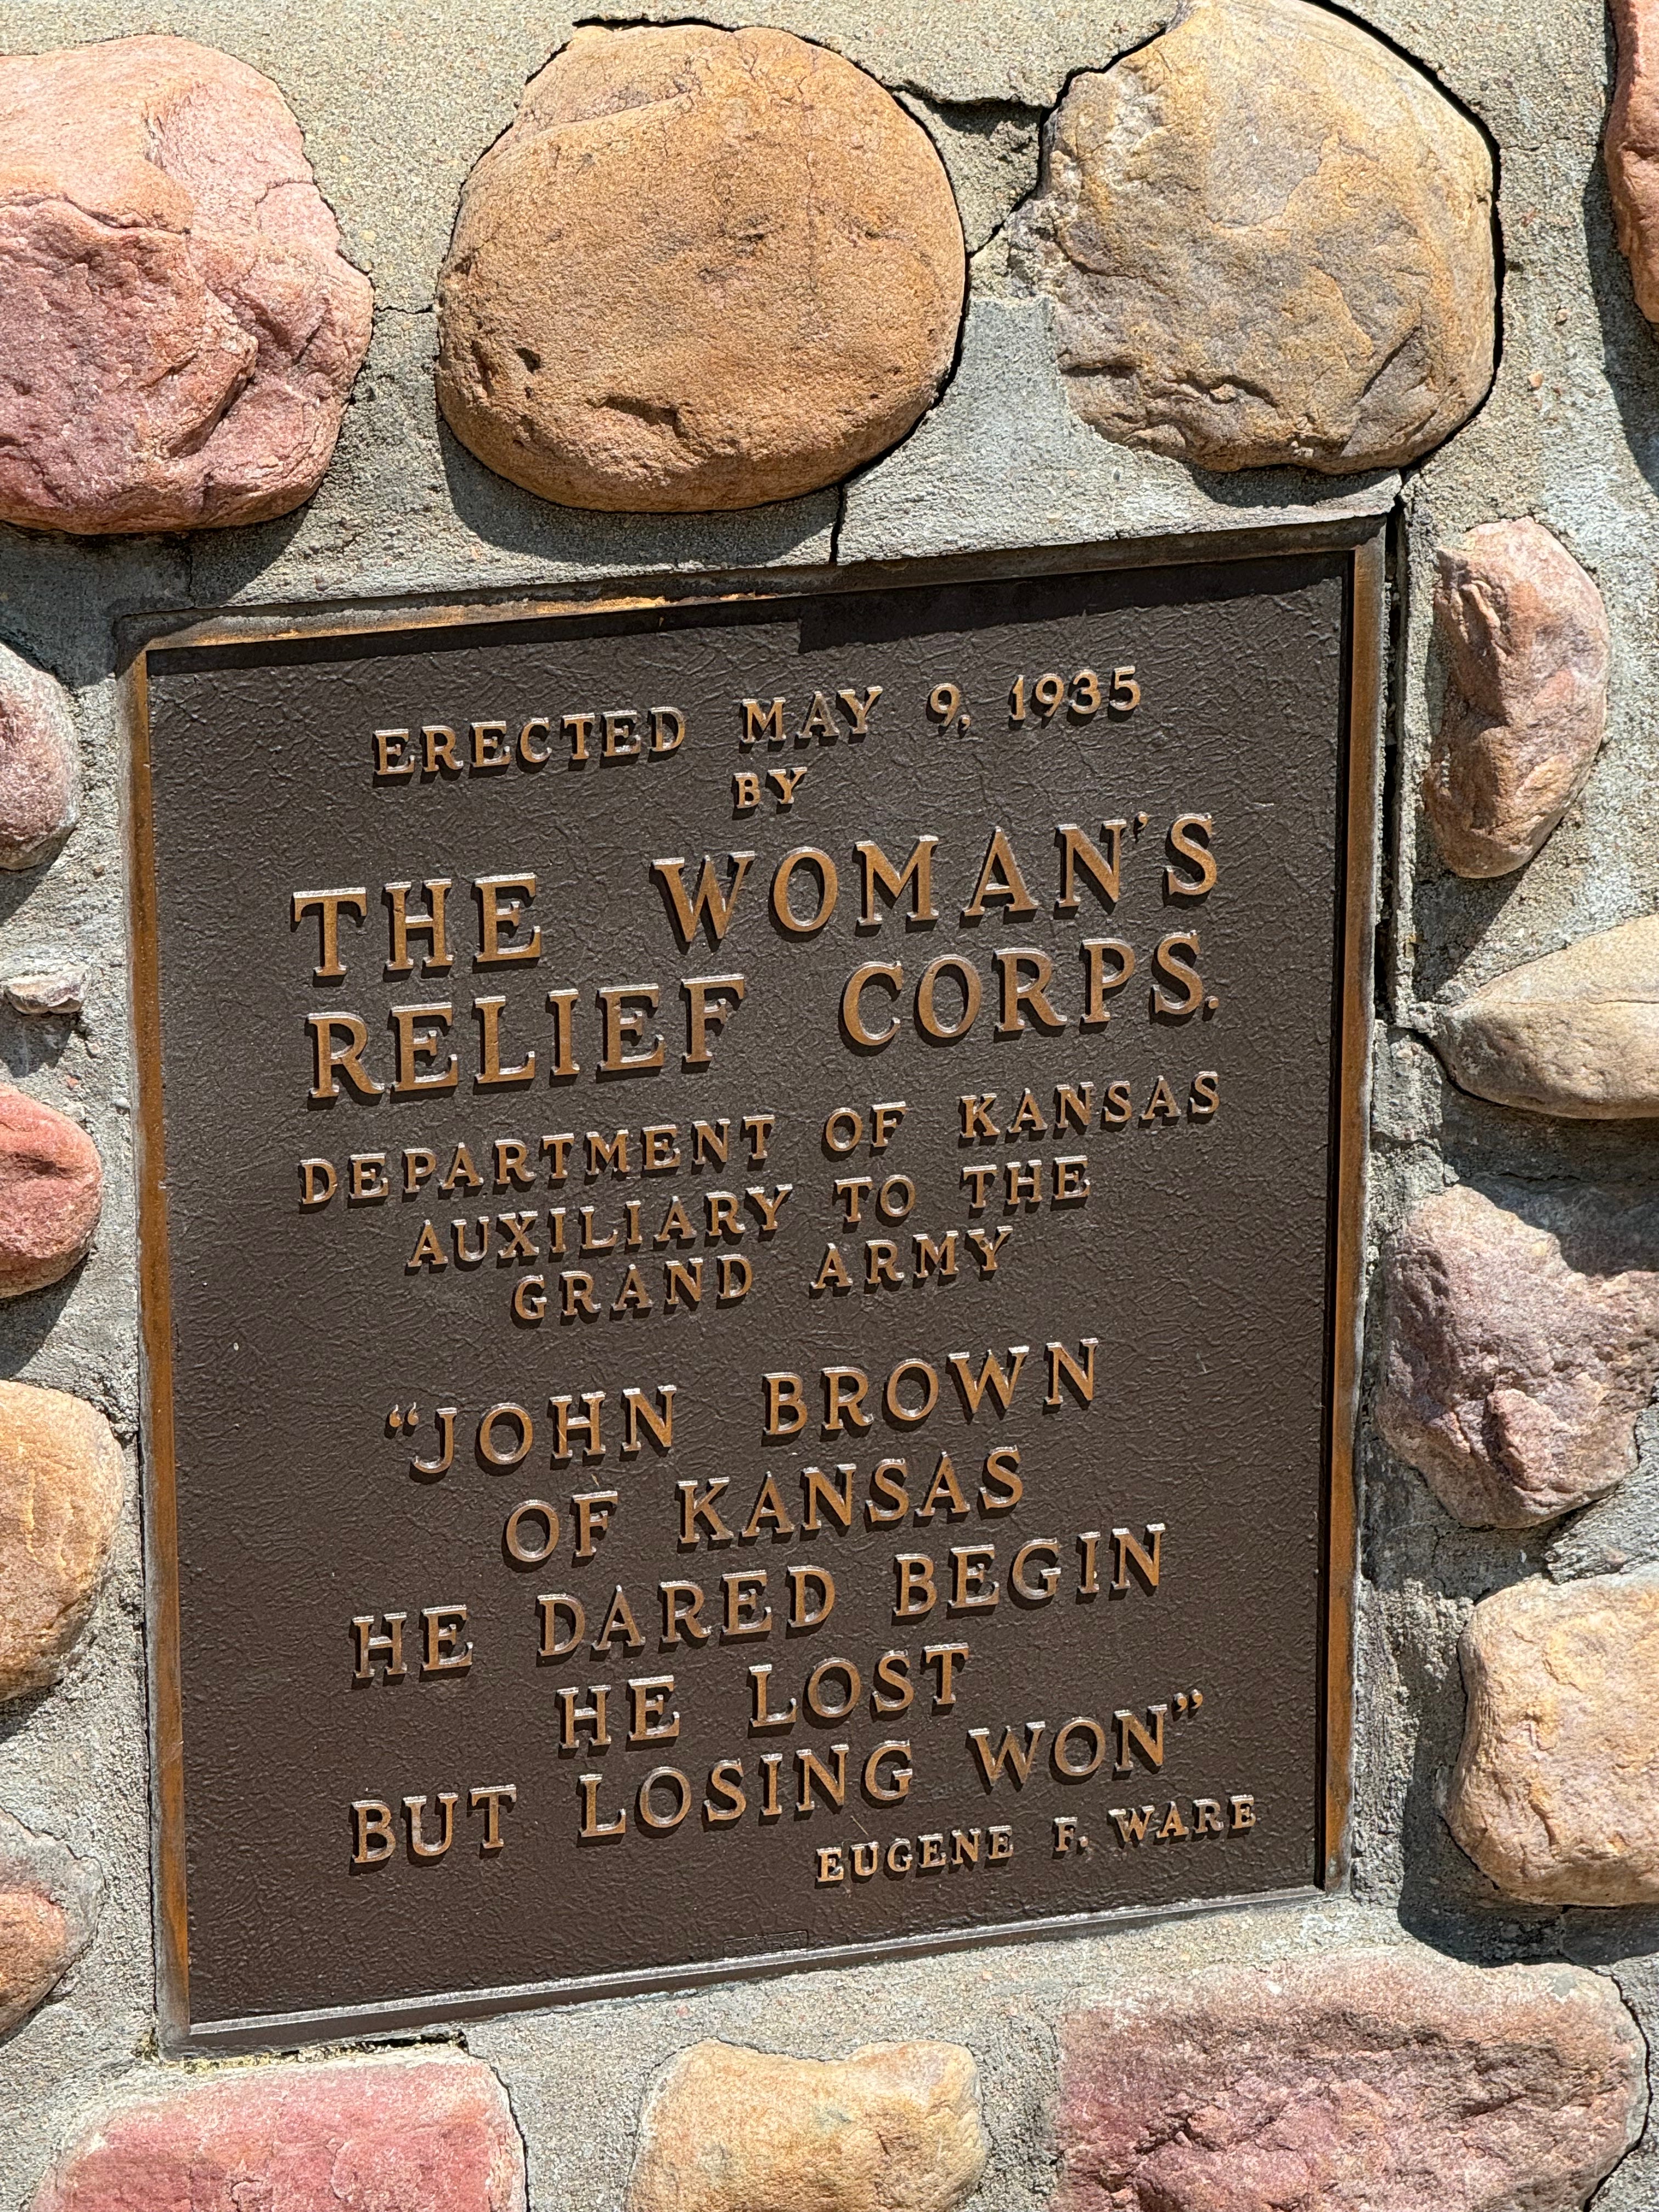 ERECTED MAY 9, 1935
BY
THE WOMAN'S
RELIEF CORPS.
DEPARTMENT OF KANSAS
AUXILIARY TO THE
GRAND ARMY
“JOHN BROWN
OF KANSAS
HE DARED BEGIN
HE LOST
BUT LOSING WON”
EUGENE F. WARE